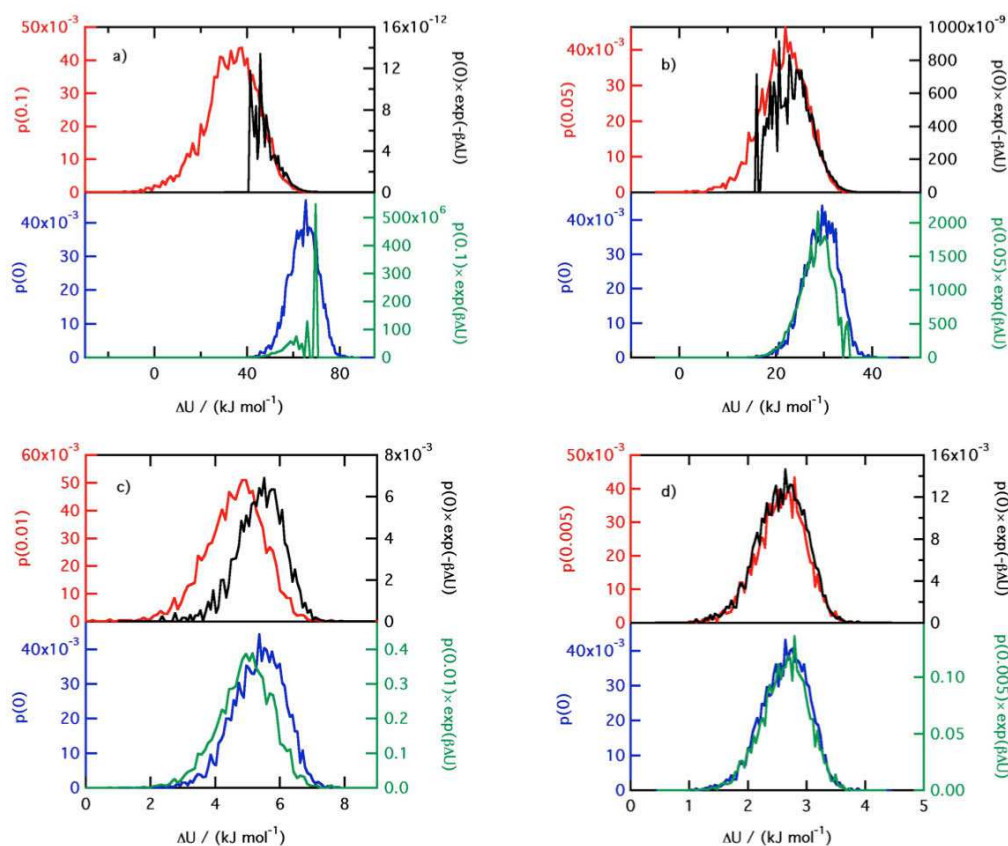 a)
50x10⁻³
40
30
20
10
0
p(0.1)
16x10⁻¹²
12
8
4
0
p(0)×exp(-βΔU)
40x10⁻³
30
20
10
0
p(0)
500x10⁶
400
300
200
100
0
p(0.1)×exp(βΔU)
0 40 80
ΔU / (kJ mol⁻¹)
b)
40x10⁻³
30
20
10
0
p(0.05)
1000x10⁻⁹
800
600
400
200
0
p(0)×exp(-βΔU)
40x10⁻³
30
20
10
0
p(0)
2000
1500
1000
500
0
p(0.05)×exp(βΔU)
0 20 40
ΔU / (kJ mol⁻¹)
c)
60x10⁻³
50
40
30
20
10
0
p(0.01)
8x10⁻³
6
4
2
0
p(0)×exp(-βΔU)
40x10⁻³
30
20
10
0
p(0)
0.4
0.3
0.2
0.1
0.0
p(0.01)×exp(βΔU)
0 2 4 6 8
ΔU / (kJ mol⁻¹)
d)
50x10⁻³
40
30
20
10
0
p(0.005)
16x10⁻³
12
8
4
0
p(0)×exp(-βΔU)
40x10⁻³
30
20
10
0
p(0)
0.10
0.05
0.00
p(0.005)×exp(βΔU)
0 1 2 3 4 5
ΔU / (kJ mol⁻¹)